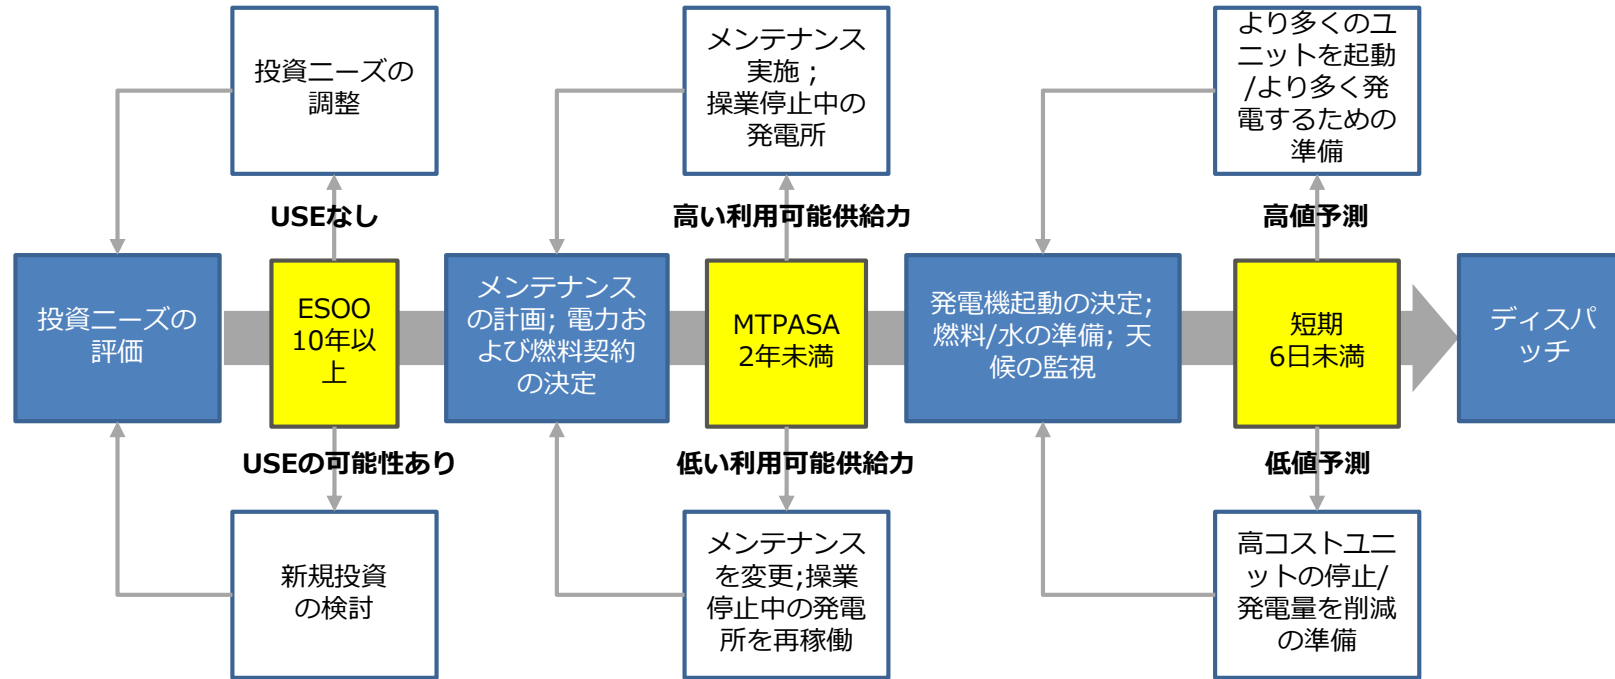 投資ニーズの
調整
メンテナンス
実施；
操業停止中の
発電所
より多くのユ
ニットを起動
/より多く発
電するための
準備
USEなし
高い利用可能供給力
高値予測
投資ニーズの
評価
ESOO
10年以
上
メンテナンス
の計画; 電力お
よび燃料契約
の決定
MTPASA
2年未満
発電機起動の決定;
燃料/水の準備; 天
候の監視
短期
6日未満
ディスパ
ッチ
USEの可能性あり
低い利用可能供給力
低値予測
新規投資
の検討
メンテナンス
を変更;操業
停止中の発電
所を再稼働
高コストユニ
ットの停止/
発電量を削減
の準備